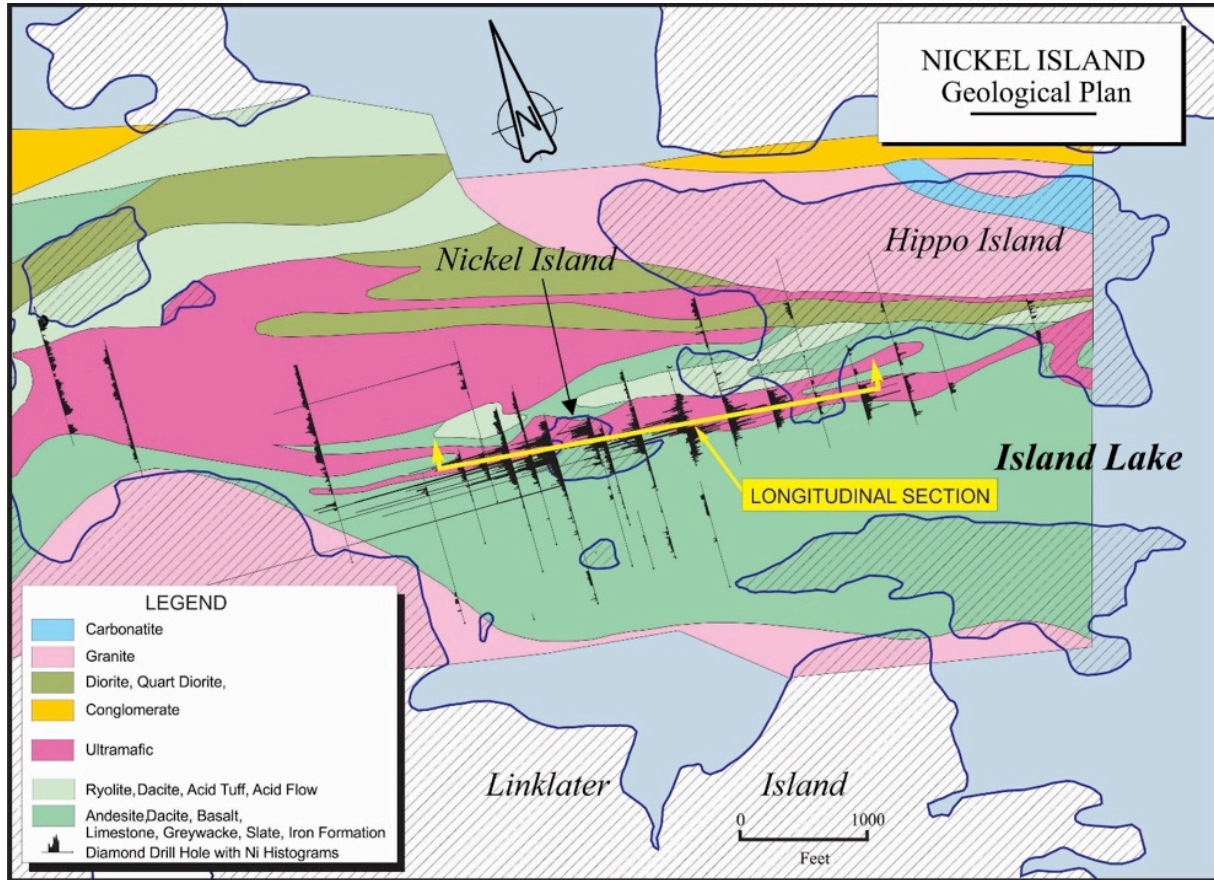 NICKEL ISLAND
Geological Plan
N
Hippo Island
Nickel Island
Island Lake
LONGITUDINAL SECTION
LEGEND
Carbonatite
Granite
Diorite, Quart Diorite,
Conglomerate
Ultramafic
Ryolite,Dacite, Acid Tuff, Acid Flow
Andesite,Dacite, Basalt,
Limestone, Greywacke, Slate, Iron Formation
Diamond Drill Hole with Ni Histograms
Linklater Island
0 1000
Feet